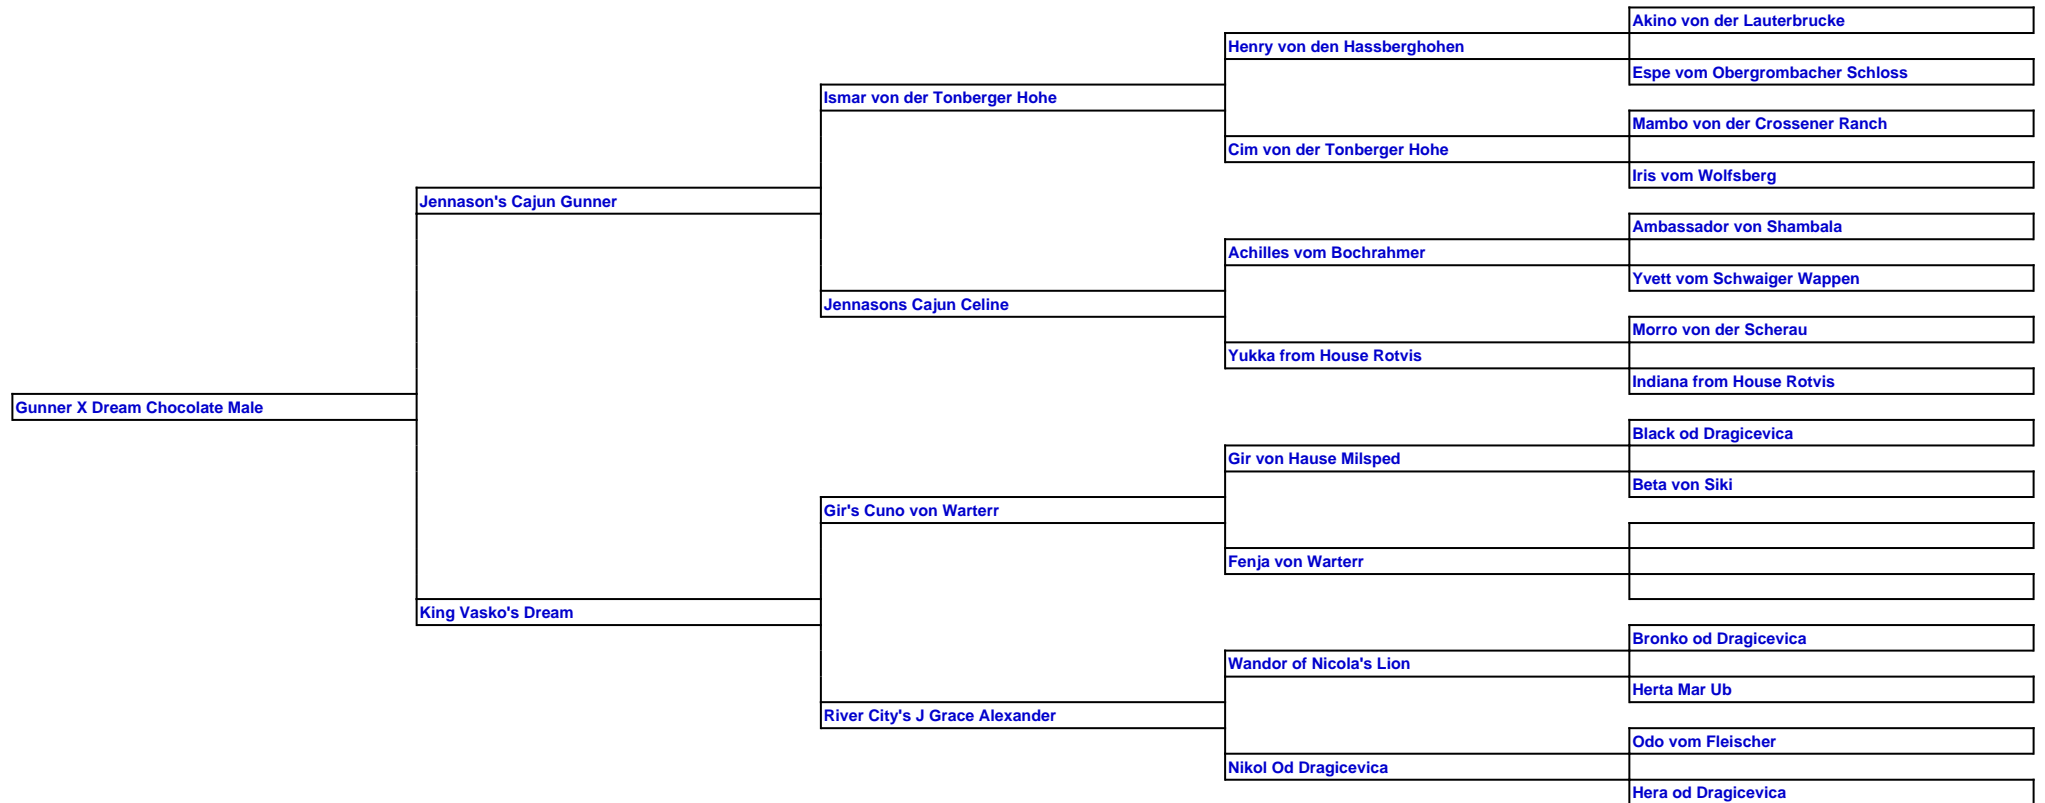 Akino von der Lauterbrucke
Henry von den Hassberghohen
Espe vom Obergrombacher Schloss
Ismar von der Tonberger Hohe
Mambo von der Crossener Ranch
Cim von der Tonberger Hohe
Iris vom Wolfsberg
Jennason's Cajun Gunner
Ambassador von Shambala
Achilles vom Bochrahmer
Yvett vom Schwaiger Wappen
Jennasons Cajun Celine
Morro von der Scherau
Yukka from House Rotvis
Indiana from House Rotvis
Gunner X Dream Chocolate Male
Black od Dragicevica
Gir von Hause Milsped
Beta von Siki
Gir's Cuno von Warterr
Fenja von Warterr
King Vasko's Dream
Bronko od Dragicevica
Wandor of Nicola's Lion
Herta Mar Ub
River City's J Grace Alexander
Odo vom Fleischer
Nikol Od Dragicevica
Hera od Dragicevica